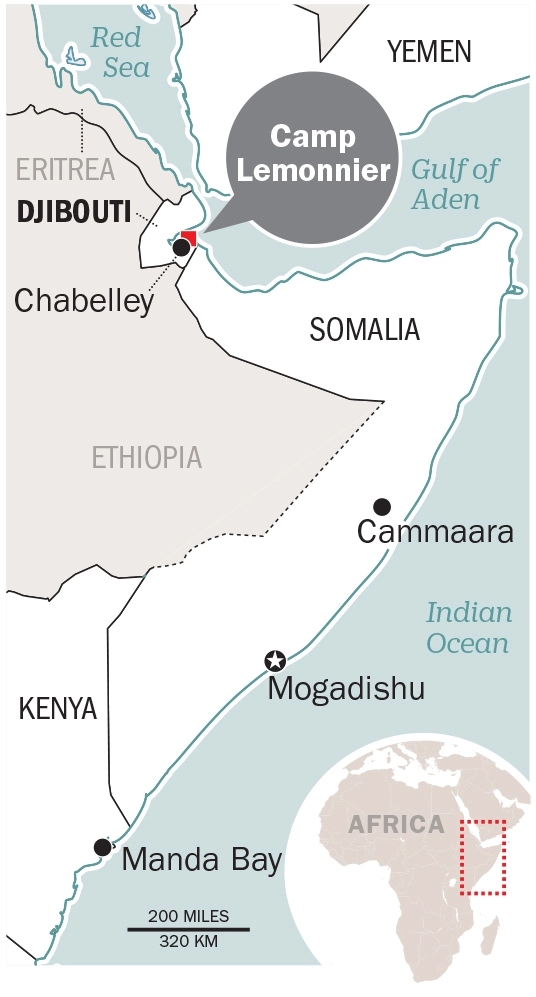 Red
Sea
YEMEN
Camp
Lemonnier
Gulf of
Aden
ERITREA
DJIBOUTI
Chabelley
SOMALIA
ETHIOPIA
Cammaara
Indian
Ocean
Mogadishu
KENYA
AFRICA
Manda Bay
200 MILES
320 KM